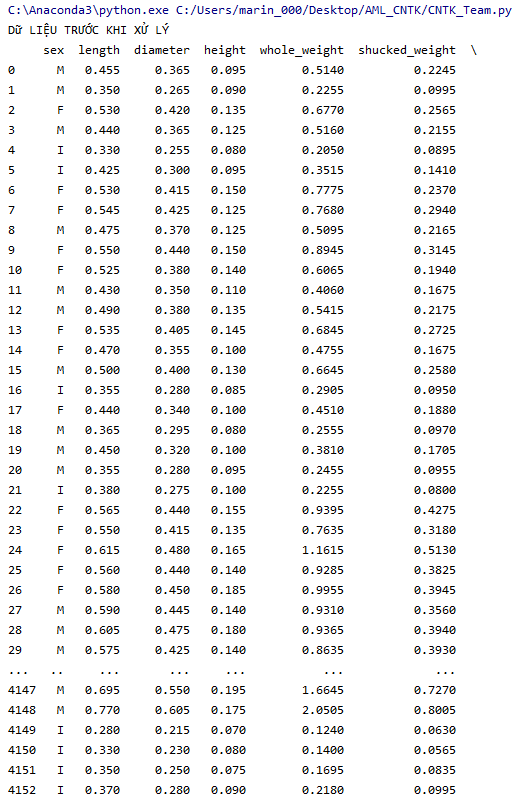 C:\Anaconda3\python.exe C:/Users/marin_000/Desktop/AML_CNTK/CNTK_Team.py
Dữ LIỆU TRƯỚC KHI XỬ LÝ
sex length diameter height whole_weight shucked_weight \
0 M 0.455 0.365 0.095 0.5140 0.2245
1 M 0.350 0.265 0.090 0.2255 0.0995
2 F 0.530 0.420 0.135 0.6770 0.2565
3 M 0.440 0.365 0.125 0.5160 0.2155
4 I 0.330 0.255 0.080 0.2050 0.0895
5 I 0.425 0.300 0.095 0.3515 0.1410
6 F 0.530 0.415 0.150 0.7775 0.2370
7 F 0.545 0.425 0.125 0.7680 0.2940
8 M 0.475 0.370 0.125 0.5095 0.2165
9 F 0.550 0.440 0.150 0.8945 0.3145
10 F 0.525 0.380 0.140 0.6065 0.1940
11 M 0.430 0.350 0.110 0.4060 0.1675
12 M 0.490 0.380 0.135 0.5415 0.2175
13 F 0.535 0.405 0.145 0.6845 0.2725
14 F 0.470 0.355 0.100 0.4755 0.1675
15 M 0.500 0.400 0.130 0.6645 0.2580
16 I 0.355 0.280 0.085 0.2905 0.0950
17 F 0.440 0.340 0.100 0.4510 0.1880
18 M 0.365 0.295 0.080 0.2555 0.0970
19 M 0.450 0.320 0.100 0.3810 0.1705
20 M 0.355 0.280 0.095 0.2455 0.0955
21 I 0.380 0.275 0.100 0.2255 0.0800
22 F 0.565 0.440 0.155 0.9395 0.4275
23 F 0.550 0.415 0.135 0.7635 0.3180
24 F 0.615 0.480 0.165 1.1615 0.5130
25 F 0.560 0.440 0.140 0.9285 0.3825
26 F 0.580 0.450 0.185 0.9955 0.3945
27 M 0.590 0.445 0.140 0.9310 0.3560
28 M 0.605 0.475 0.180 0.9365 0.3940
29 M 0.575 0.425 0.140 0.8635 0.3930
... .. ... ... ... ... ...
4147 M 0.695 0.550 0.195 1.6645 0.7270
4148 M 0.770 0.605 0.175 2.0505 0.8005
4149 I 0.280 0.215 0.070 0.1240 0.0630
4150 I 0.330 0.230 0.080 0.1400 0.0565
4151 I 0.350 0.250 0.075 0.1695 0.0835
4152 I 0.370 0.280 0.090 0.2180 0.0995